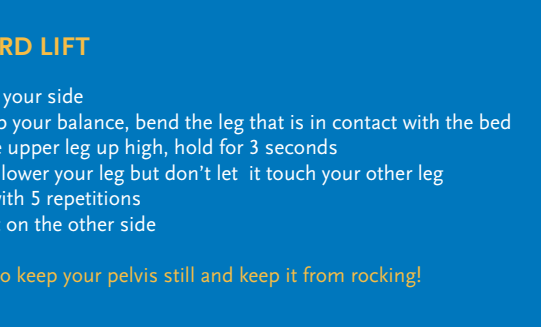 RD LIFT
your side
your balance, bend the leg that is in contact with the bed
upper leg up high, hold for 3 seconds
lower your leg but don't let it touch your other leg
with 5 repetitions
on the other side
o keep your pelvis still and keep it from rocking!